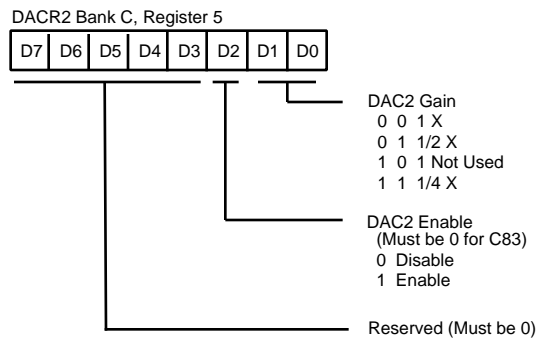 DACR2 Bank C, Register 5
D7 D6 D5 D4 D3 D2 D1 D0
DAC2 Gain
0 0 1 X
0 1 1/2 X
1 0 1 Not Used
1 1 1/4 X
DAC2 Enable
(Must be 0 for C83)
0 Disable
1 Enable
Reserved (Must be 0)